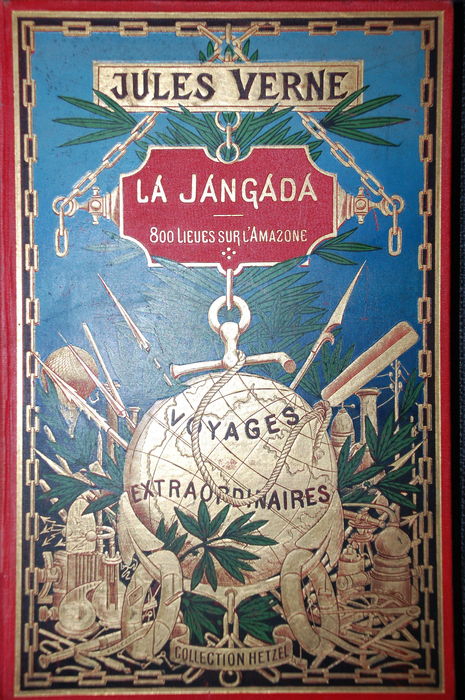 JULES VERNE
LA JANGADA
800 LIEUES SUR L'AMAZONE
VOYAGES
EXTRAORDINAIRES
COLLECTION HETZEL